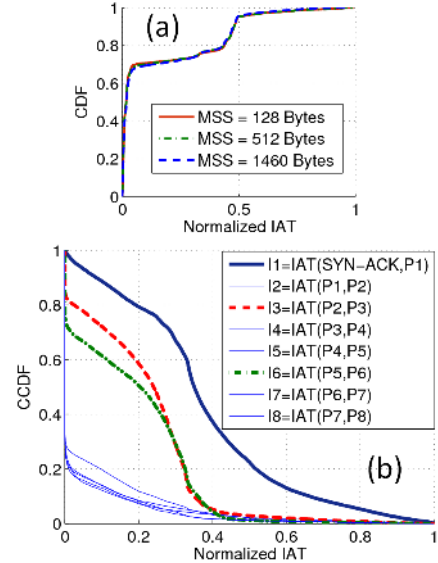 (a)
CDF
1
0.8
0.6
0.4
0.2
0
MSS = 128 Bytes
MSS = 512 Bytes
MSS = 1460 Bytes
0 0.5 1
Normalized IAT
CCDF
1
0.8
0.6
0.4
0.2
0
I1=IAT(SYN-ACK,P1)
I2=IAT(P1,P2)
I3=IAT(P2,P3)
I4=IAT(P3,P4)
I5=IAT(P4,P5)
I6=IAT(P5,P6)
I7=IAT(P6,P7)
I8=IAT(P7,P8)
(b)
0 0.2 0.4 0.6 0.8 1
Normalized IAT